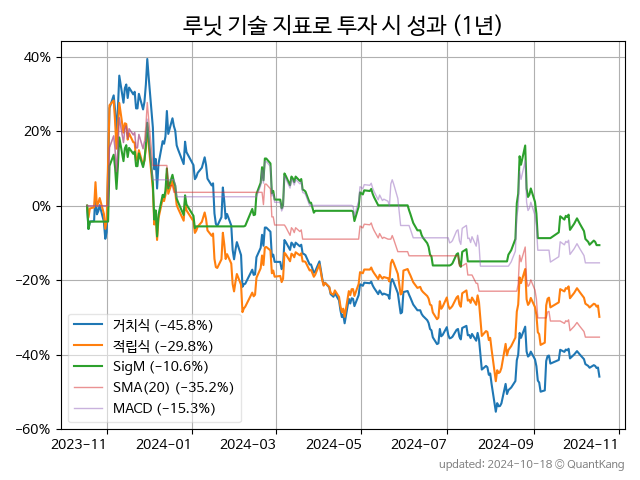 루닛 기술 지표로 투자 시 성과 (1년)
40%
20%
0%
−20%
−40%
−60%
거치식 (−45.8%)
적립식 (−29.8%)
SigM (−10.6%)
SMA(20) (−35.2%)
MACD (−15.3%)
2023-11 2024-01 2024-03 2024-05 2024-07 2024-09 2024-11
updated: 2024-10-18 © QuantKang